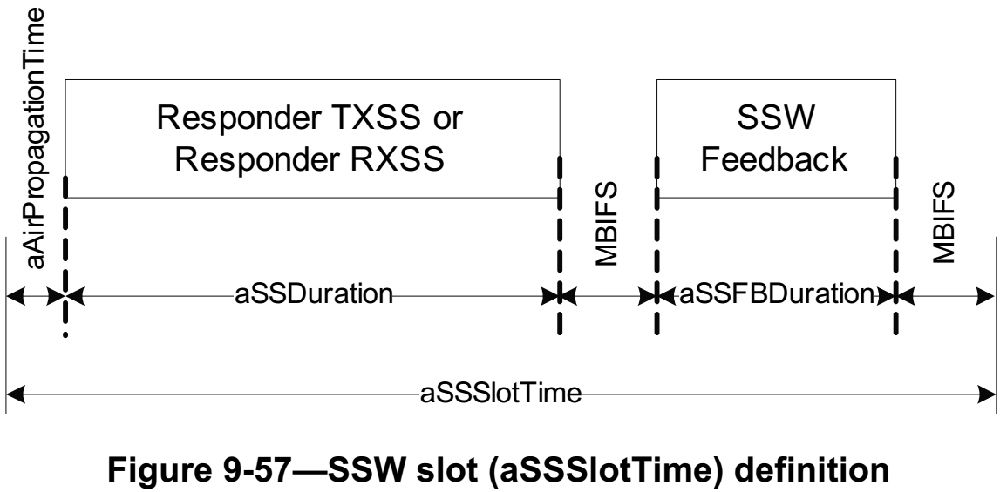 aAirPropagationTime
Responder TXSS or
Responder RXSS
MBIFS
SSW
Feedback
MBIFS
aSSDuration
aSSFBDuration
aSSSlotTime
Figure 9-57—SSW slot (aSSSlotTime) definition